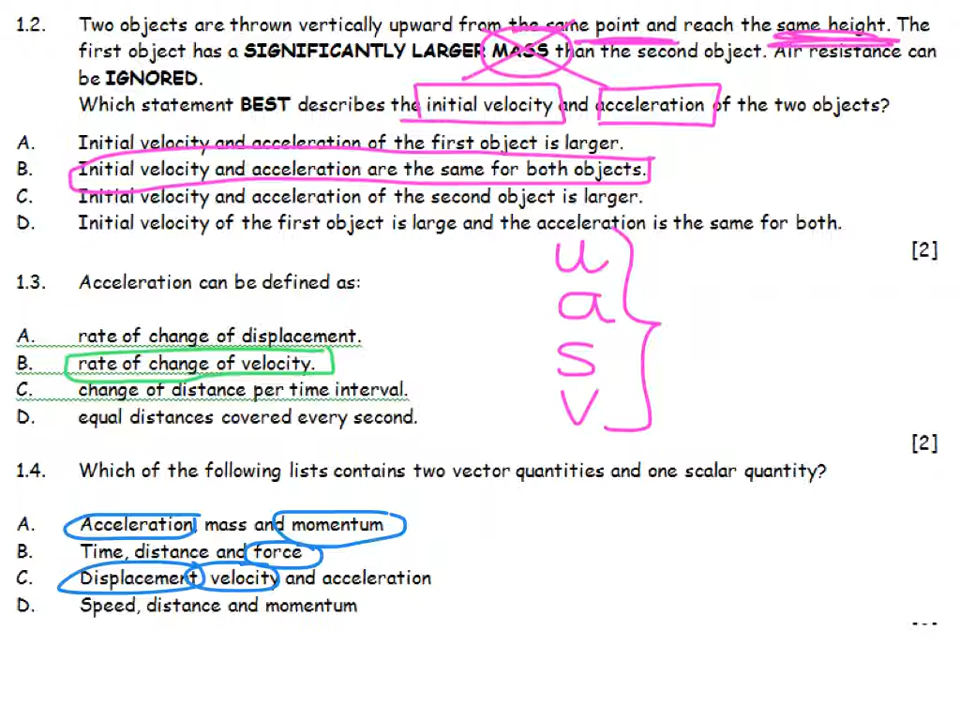 1.2. Two objects are thrown vertically upward from the same point and reach the same height. The
first object has a SIGNIFICANTLY LARGER MASS than the second object. Air resistance can
be IGNORED.
Which statement BEST describes the initial velocity and acceleration of the two objects?
A. Initial velocity and acceleration of the first object is larger.
B. Initial velocity and acceleration are the same for both objects.
C. Initial velocity and acceleration of the second object is larger.
D. Initial velocity of the first object is large and the acceleration is the same for both.
[2]
u
a
s
v
1.3. Acceleration can be defined as:
A. rate of change of displacement.
B. rate of change of velocity.
C. change of distance per time interval.
D. equal distances covered every second.
[2]
1.4. Which of the following lists contains two vector quantities and one scalar quantity?
A. Acceleration, mass and momentum
B. Time, distance and force
C. Displacement, velocity and acceleration
D. Speed, distance and momentum